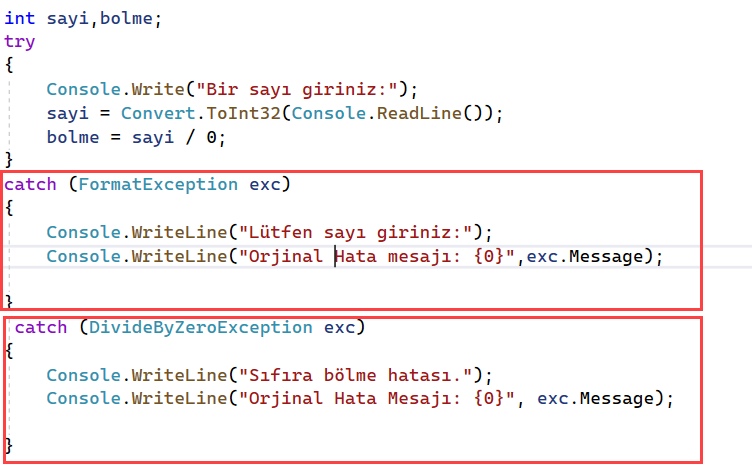 int sayi,bolme;
try
{
    Console.Write("Bir sayı giriniz:");
    sayi = Convert.ToInt32(Console.ReadLine());
    bolme = sayi / 0;
}
catch (FormatException exc)
{
    Console.WriteLine("Lütfen sayı giriniz:");
    Console.WriteLine("Orjinal Hata mesajı: {0}",exc.Message);
}
catch (DivideByZeroException exc)
{
    Console.WriteLine("Sıfıra bölme hatası.");
    Console.WriteLine("Orjinal Hata Mesajı: {0}", exc.Message);
}